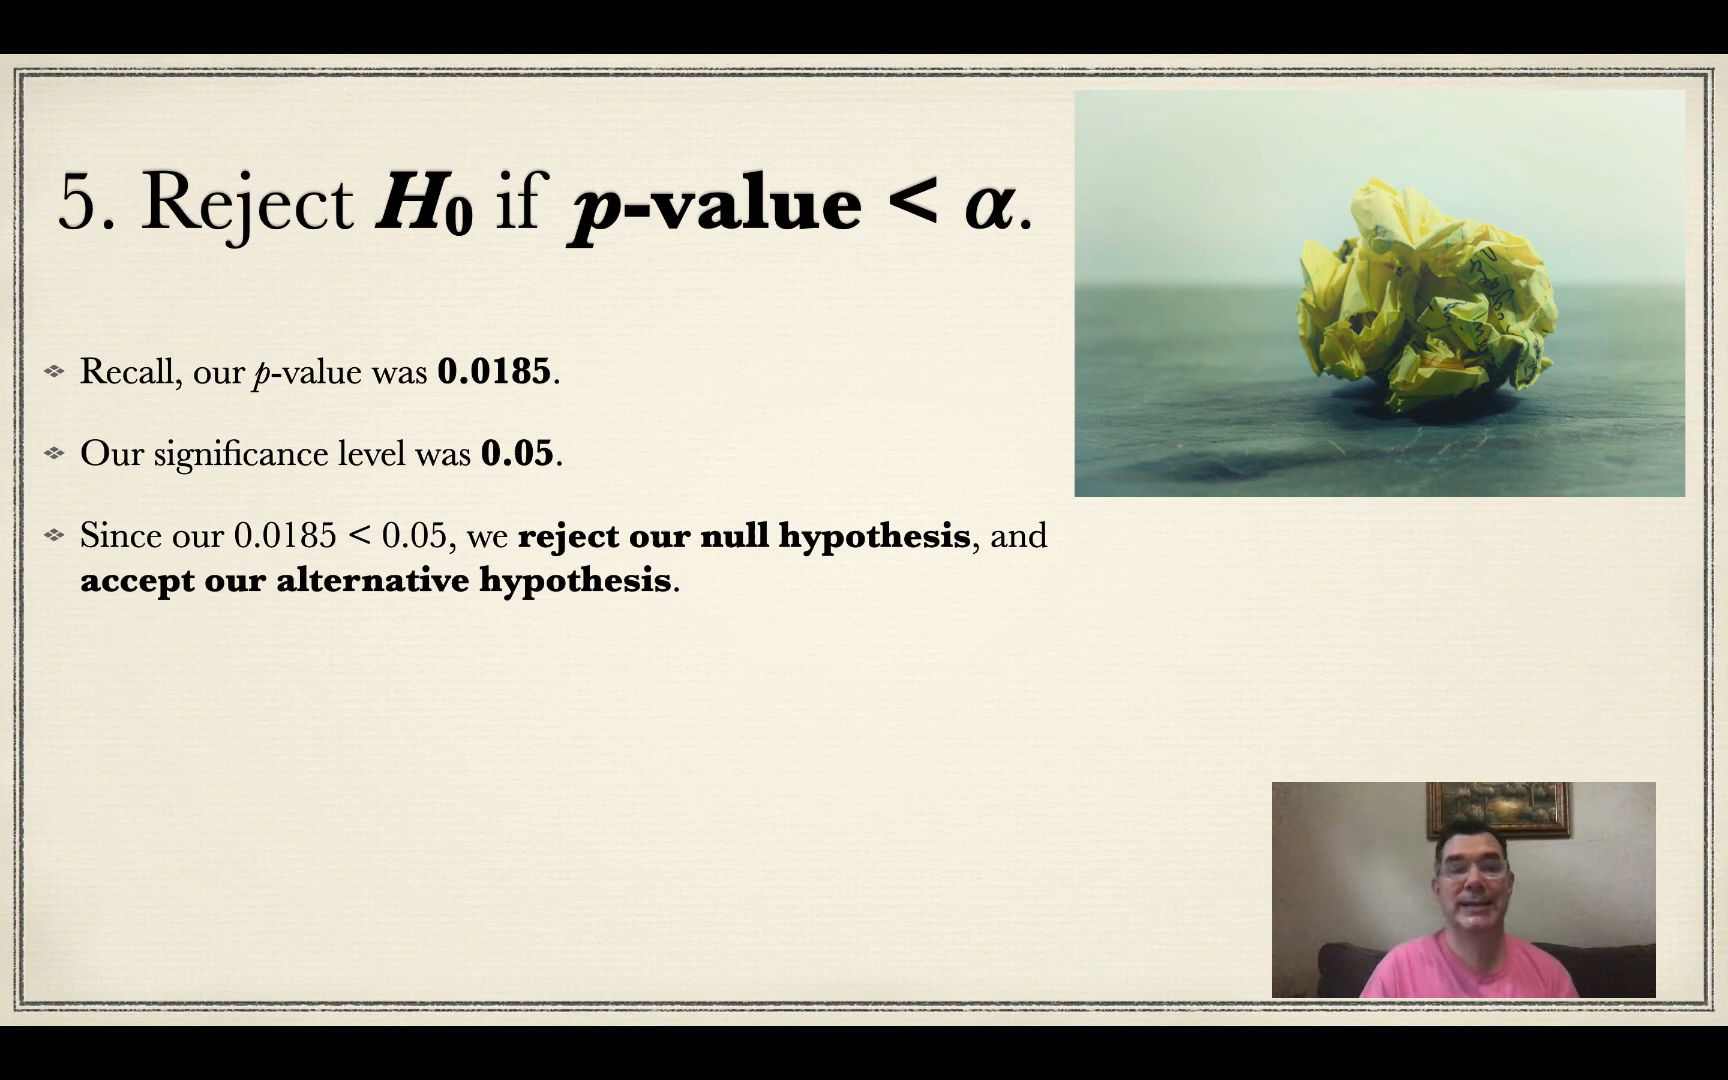 5. Reject H₀ if p-value < α.
Recall, our p-value was 0.0185.
Our significance level was 0.05.
Since our 0.0185 < 0.05, we reject our null hypothesis, and
accept our alternative hypothesis.